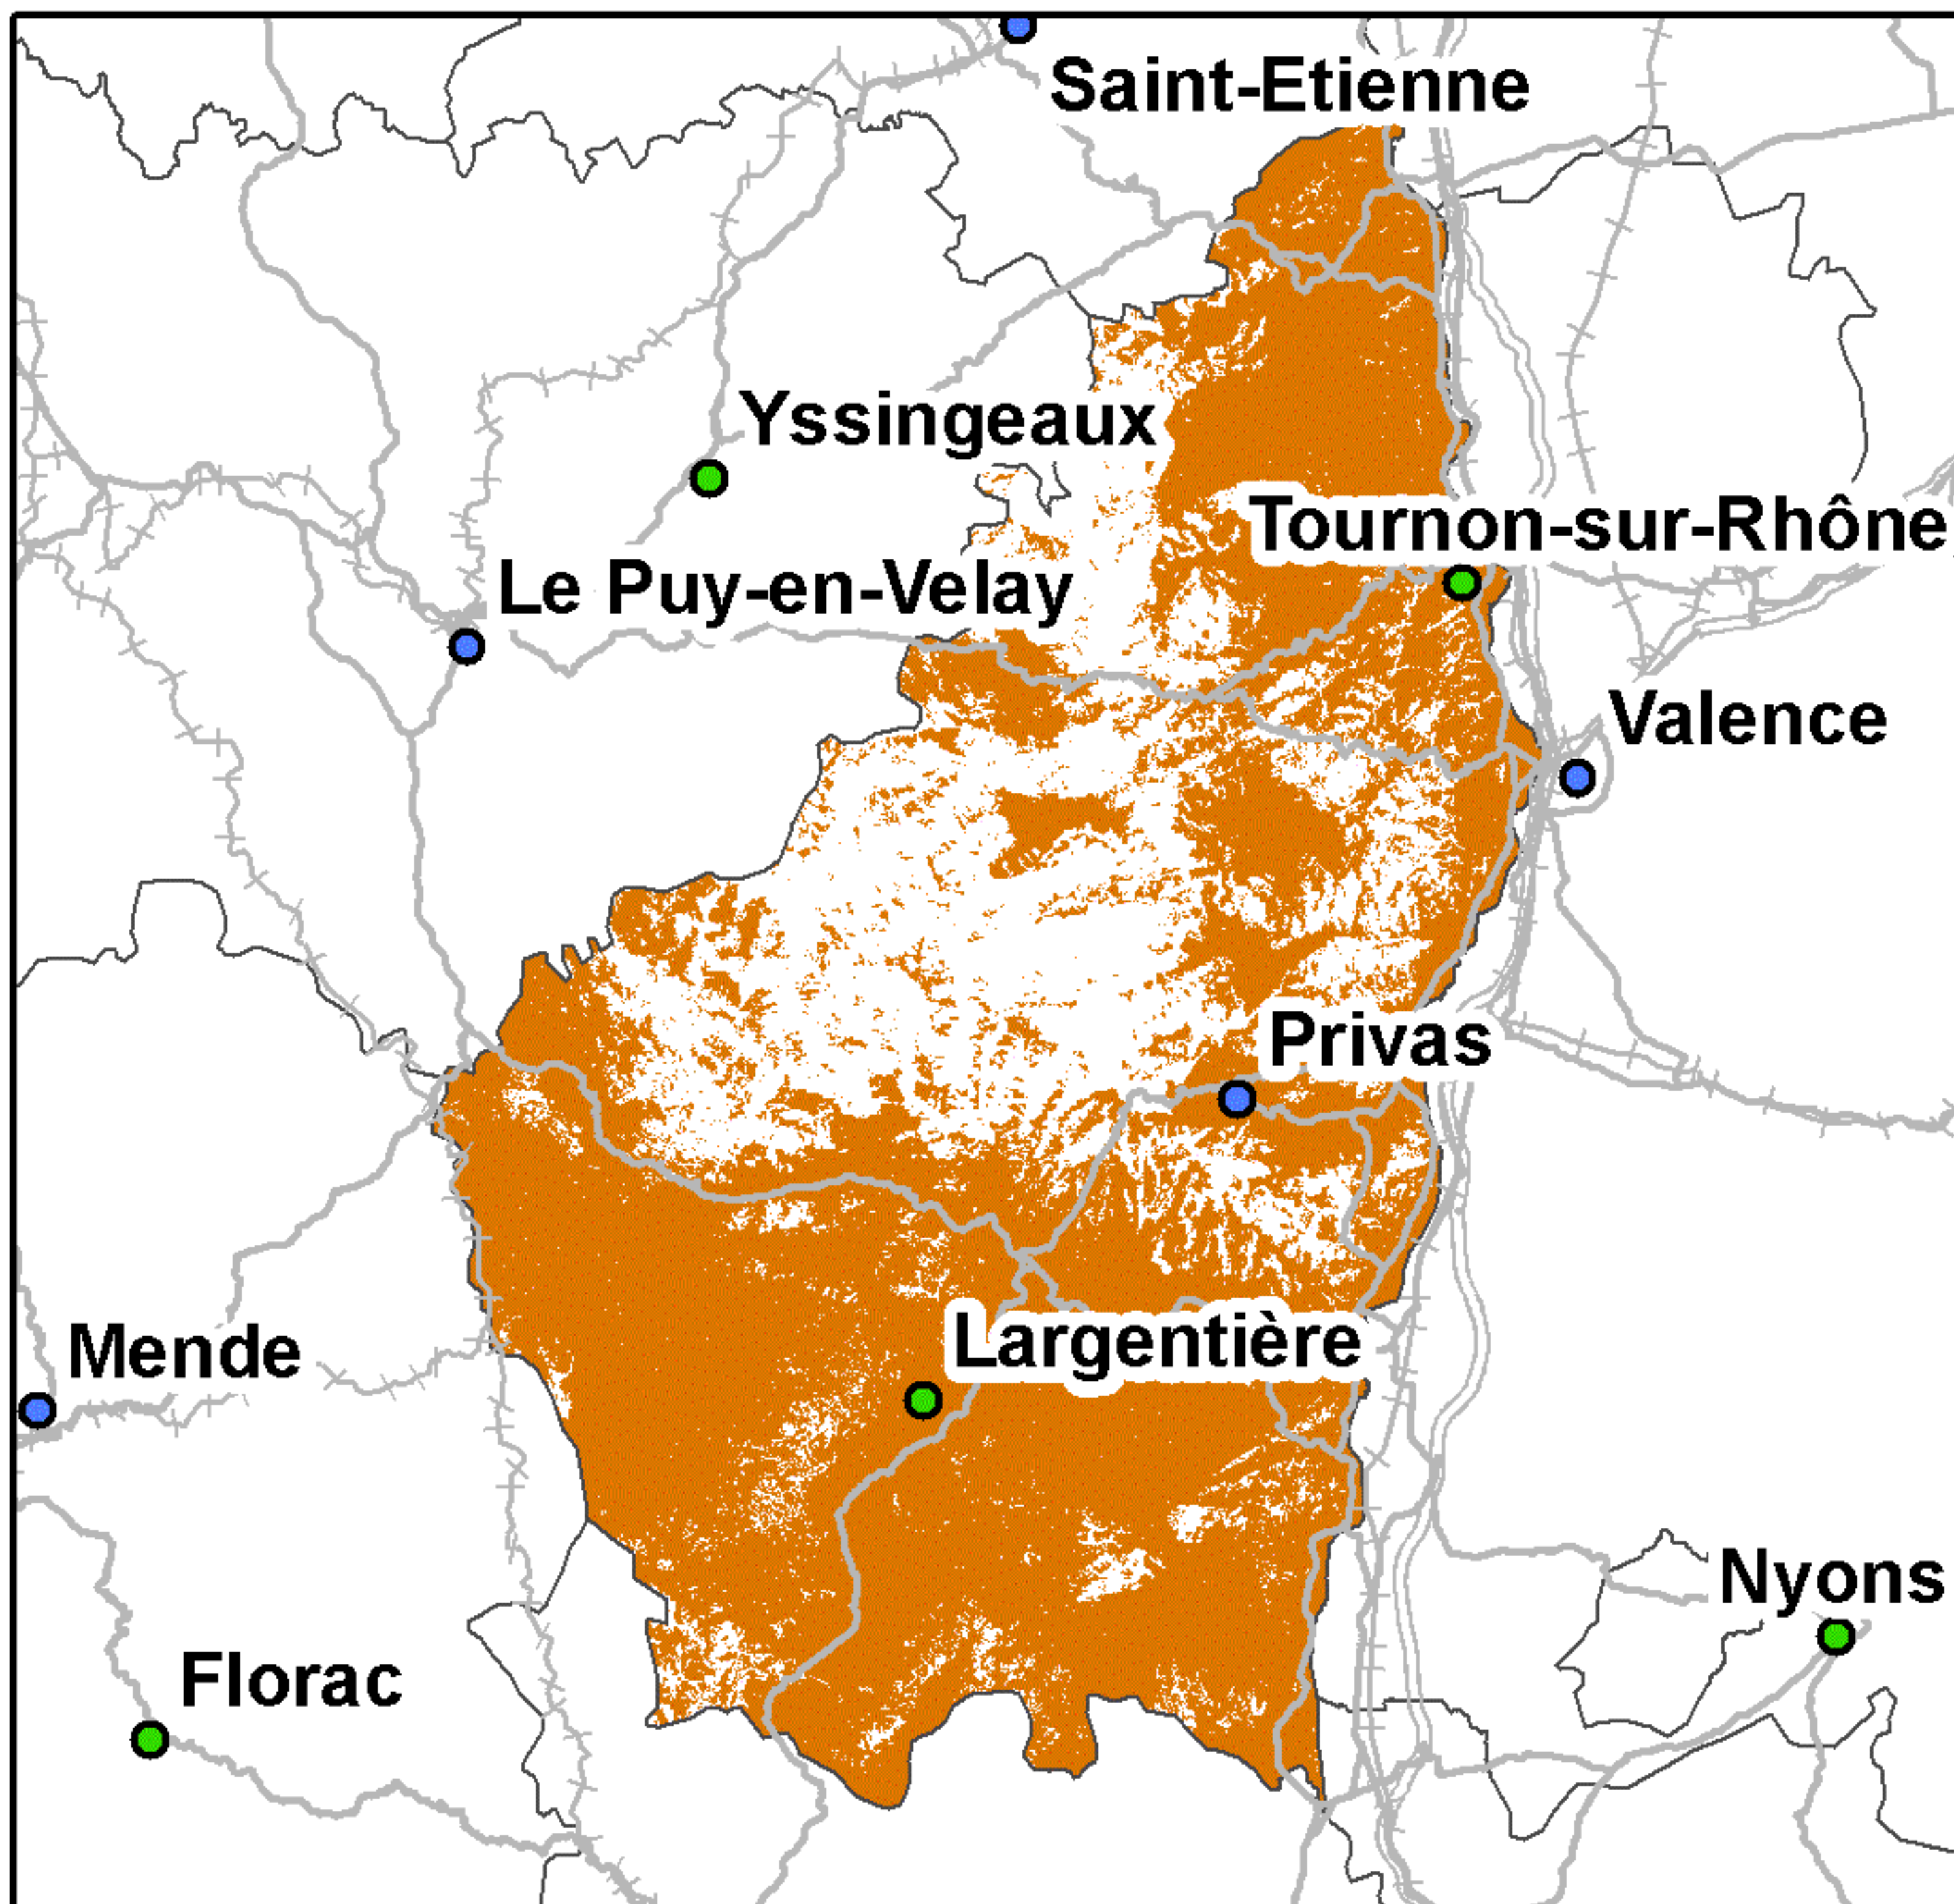 Saint-Etienne
Yssingeaux
Tournon-sur-Rhône
Le Puy-en-Velay
Valence
Privas
Largentière
Mende
Nyons
Florac